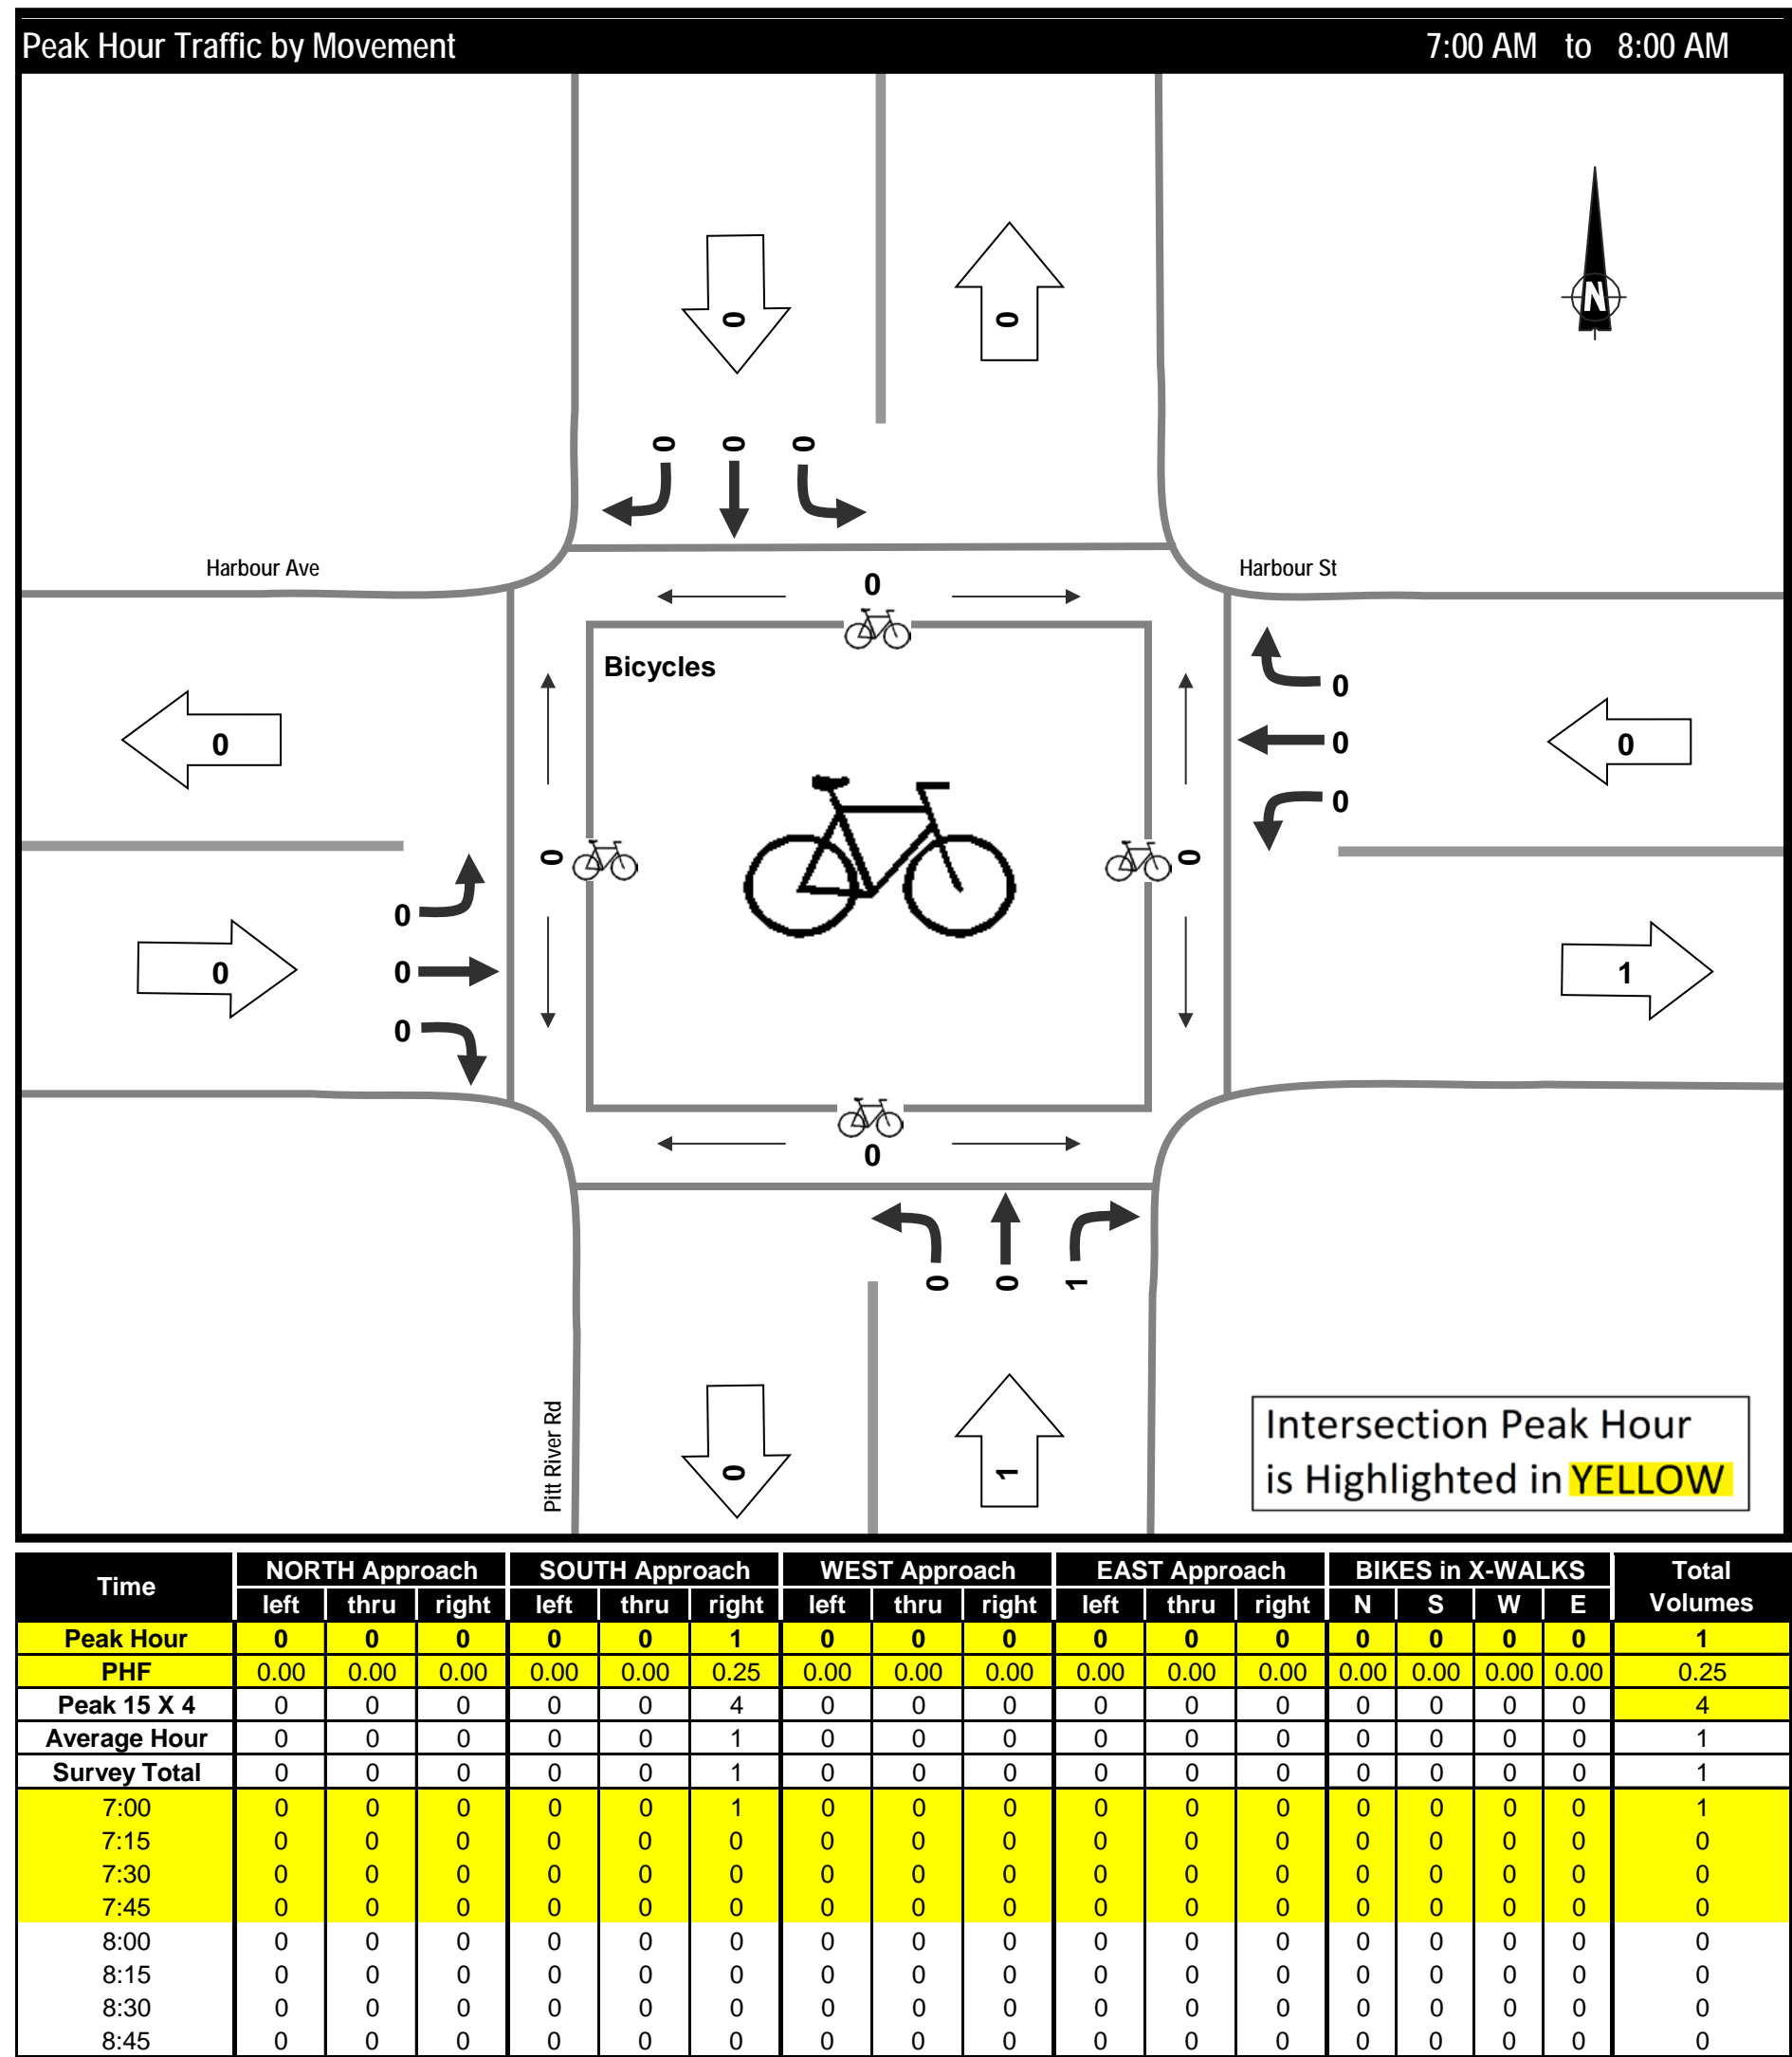 Peak Hour Traffic by Movement 7:00 AM to 8:00 AM
N
0 0
0 0 0
Harbour Ave Harbour St
0
Bicycles
0
0 0 0
0
0 0
0
0 0
0 0 1
0
0
0 0 1
Pitt River Rd
0 1
Intersection Peak Hour
is Highlighted in YELLOW
Time NORTH Approach SOUTH Approach WEST Approach EAST Approach BIKES in X-WALKS Total Volumes
left thru right left thru right left thru right left thru right N S W E
Peak Hour 0 0 0 0 0 1 0 0 0 0 0 0 0 0 0 0 1
PHF 0.00 0.00 0.00 0.00 0.00 0.25 0.00 0.00 0.00 0.00 0.00 0.00 0.00 0.00 0.00 0.00 0.25
Peak 15 X 4 0 0 0 0 0 4 0 0 0 0 0 0 0 0 0 0 4
Average Hour 0 0 0 0 0 1 0 0 0 0 0 0 0 0 0 0 1
Survey Total 0 0 0 0 0 1 0 0 0 0 0 0 0 0 0 0 1
7:00 0 0 0 0 0 1 0 0 0 0 0 0 0 0 0 0 1
7:15 0 0 0 0 0 0 0 0 0 0 0 0 0 0 0 0 0
7:30 0 0 0 0 0 0 0 0 0 0 0 0 0 0 0 0 0
7:45 0 0 0 0 0 0 0 0 0 0 0 0 0 0 0 0 0
8:00 0 0 0 0 0 0 0 0 0 0 0 0 0 0 0 0 0
8:15 0 0 0 0 0 0 0 0 0 0 0 0 0 0 0 0 0
8:30 0 0 0 0 0 0 0 0 0 0 0 0 0 0 0 0 0
8:45 0 0 0 0 0 0 0 0 0 0 0 0 0 0 0 0 0